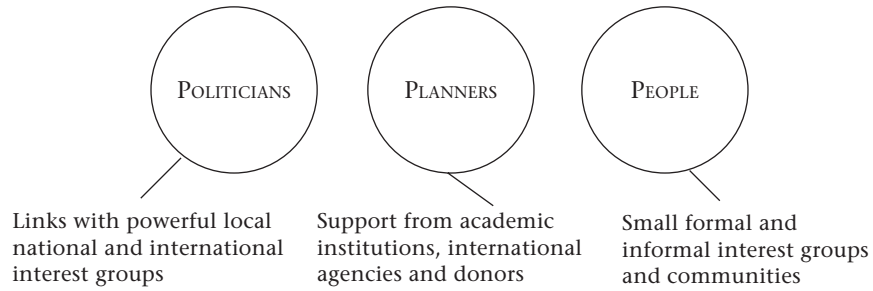 POLITICIANS
PLANNERS
PEOPLE
Links with powerful local
national and international
interest groups
Support from academic
institutions, international
agencies and donors
Small formal and
informal interest groups
and communities